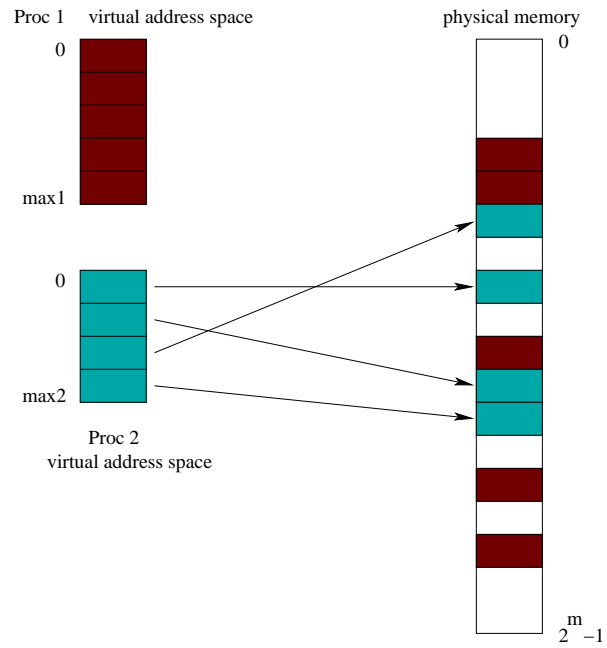 Proc 1 virtual address space
physical memory
0
0
max1
0
max2
Proc 2
virtual address space
2^m −1